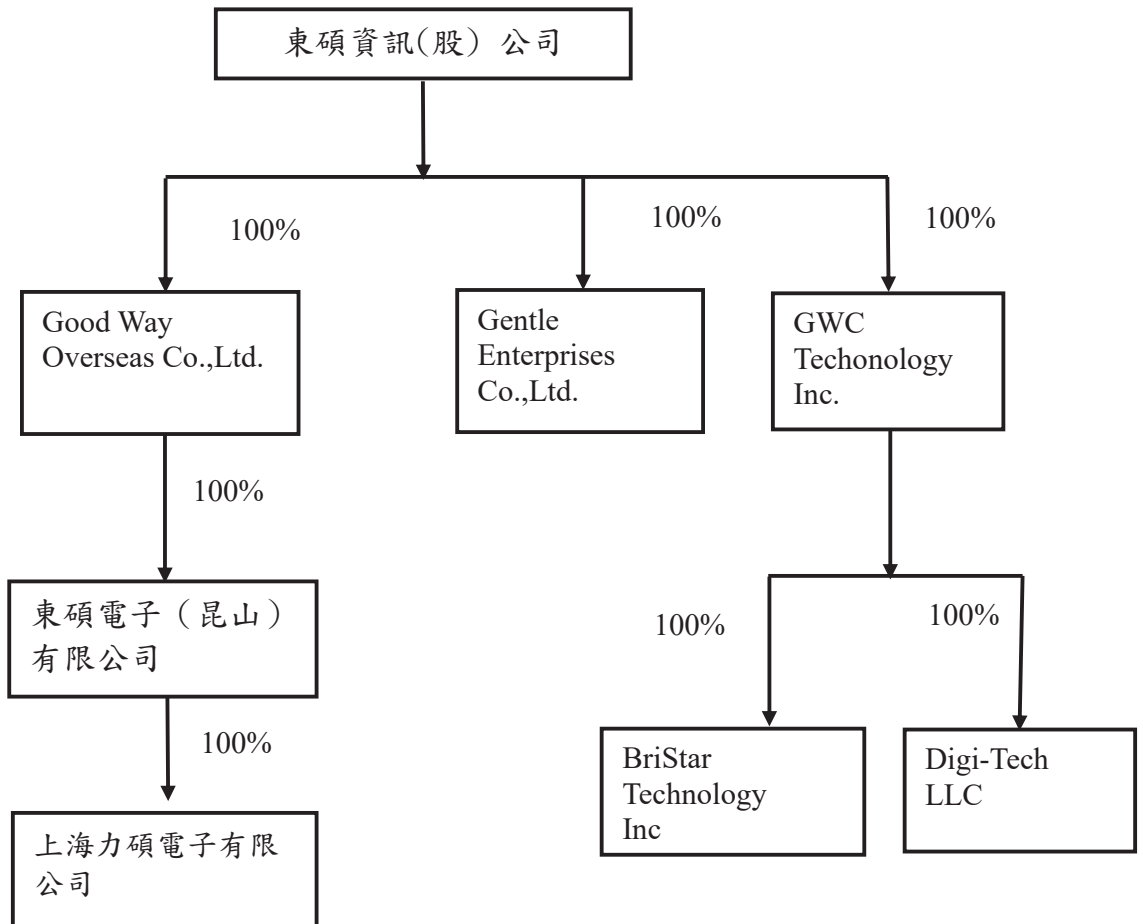 東碩資訊(股) 公司
100%
100%
100%
Good Way
Overseas Co.,Ltd.
Gentle
Enterprises
Co.,Ltd.
GWC
Techonology
Inc.
100%
東碩電子（昆山）
有限公司
100%
100%
100%
BriStar
Technology
Inc
Digi-Tech
LLC
上海力碩電子有限
公司